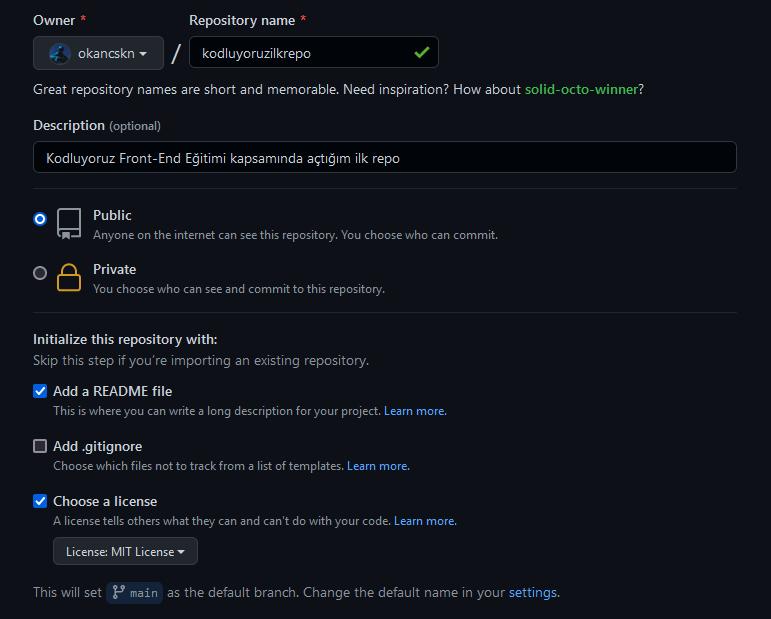 Owner * Repository name *
okancskn / kodluyoruzilkrepo
Great repository names are short and memorable. Need inspiration? How about solid-octo-winner?
Description (optional)
Kodluyoruz Front-End Eğitimi kapsamında açtığım ilk repo
Public
Anyone on the internet can see this repository. You choose who can commit.
Private
You choose who can see and commit to this repository.
Initialize this repository with:
Skip this step if you’re importing an existing repository.
Add a README file
This is where you can write a long description for your project. Learn more.
Add .gitignore
Choose which files not to track from a list of templates. Learn more.
Choose a license
A license tells others what they can and can't do with your code. Learn more.
License: MIT License
This will set main as the default branch. Change the default name in your settings.